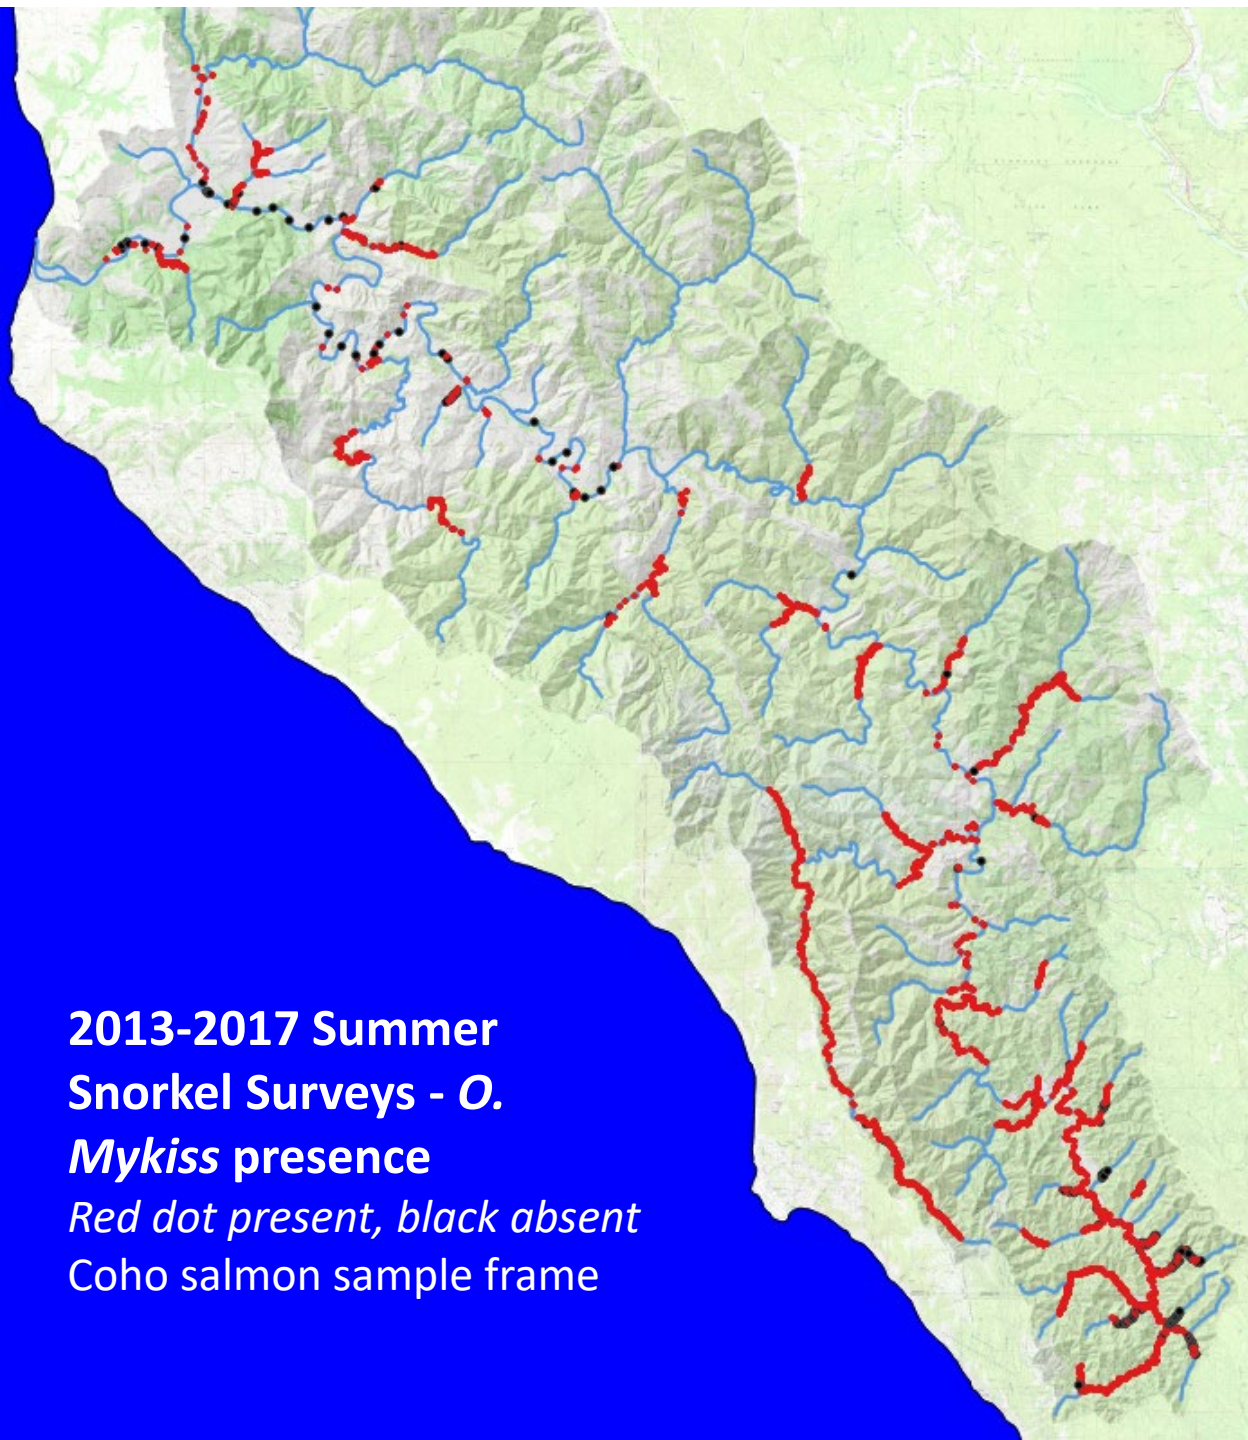 2013-2017 Summer
Snorkel Surveys - O.
Mykiss presence
Red dot present, black absent
Coho salmon sample frame